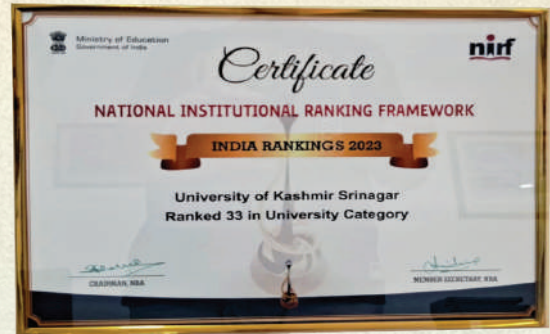 Ministry of Education
Government of India
nirf
Certificate
NATIONAL INSTITUTIONAL RANKING FRAMEWORK
INDIA RANKINGS 2023
University of Kashmir Srinagar
Ranked 33 in University Category
CHAIRMAN, NBA
MEMBER SECRETARY, NBA